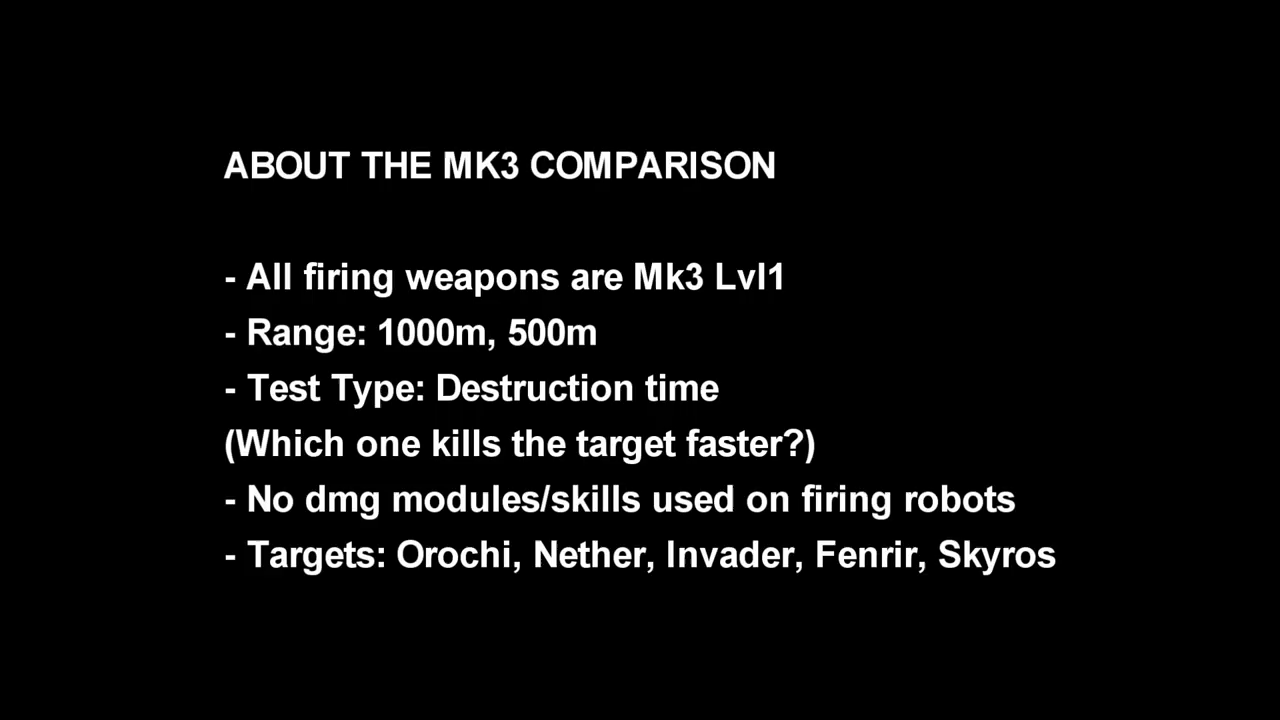 ABOUT THE MK3 COMPARISON
- All firing weapons are Mk3 Lvl1
- Range: 1000m, 500m
- Test Type: Destruction time
(Which one kills the target faster?)
- No dmg modules/skills used on firing robots
- Targets: Orochi, Nether, Invader, Fenrir, Skyros